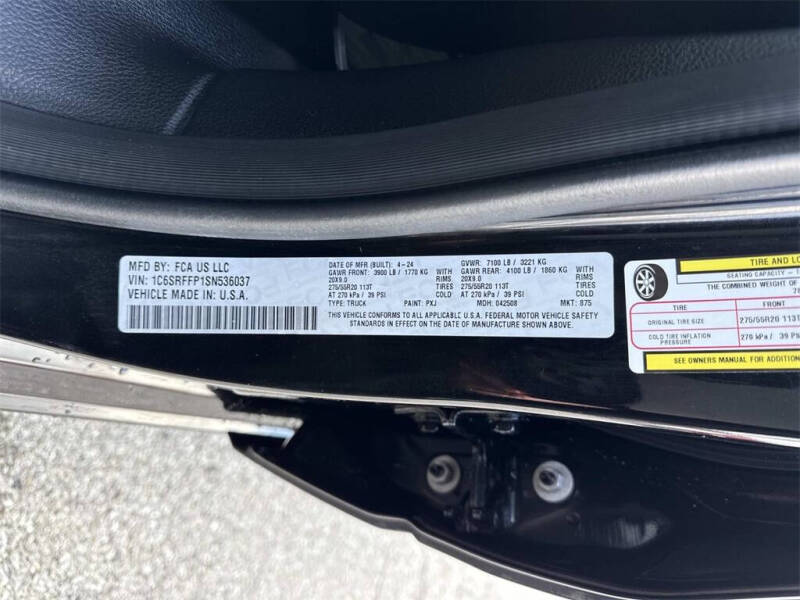 MFD BY: FCA US LLC
VIN: 1C6SRFFP1SN536037
VEHICLE MADE IN U.S.A.
DATE OF MFR (BUILT): 4-24
GAWR FRONT: 3900 LB / 1770 KG WITH
20X9.0 RIMS
275/55R20 113T TIRES
AT 270 kPa / 39 PSI COLD
TYPE: TRUCK PAINT: PXJ
GVWR: 7100 LB / 3221 KG
GAWR REAR: 4100 LB / 1860 KG WITH
20X9.0 RIMS
275/55R20 113T TIRES
AT 270 kPa / 39 PSI COLD
MDH: 042508 MKT: 875
THIS VEHICLE CONFORMS TO ALL APPLICABLE U.S.A. FEDERAL MOTOR VEHICLE SAFETY
STANDARDS IN EFFECT ON THE DATE OF MANUFACTURE SHOWN ABOVE.
TIRE AND LO
SEATING CAPACITY - T
THE COMBINED WEIGHT OF
TIRE FRONT
ORIGINAL TIRE SIZE 275/55R20 113T
COLD TIRE INFLATION PRESSURE 270 kPa / 39 PS
SEE OWNERS MANUAL FOR ADDITION